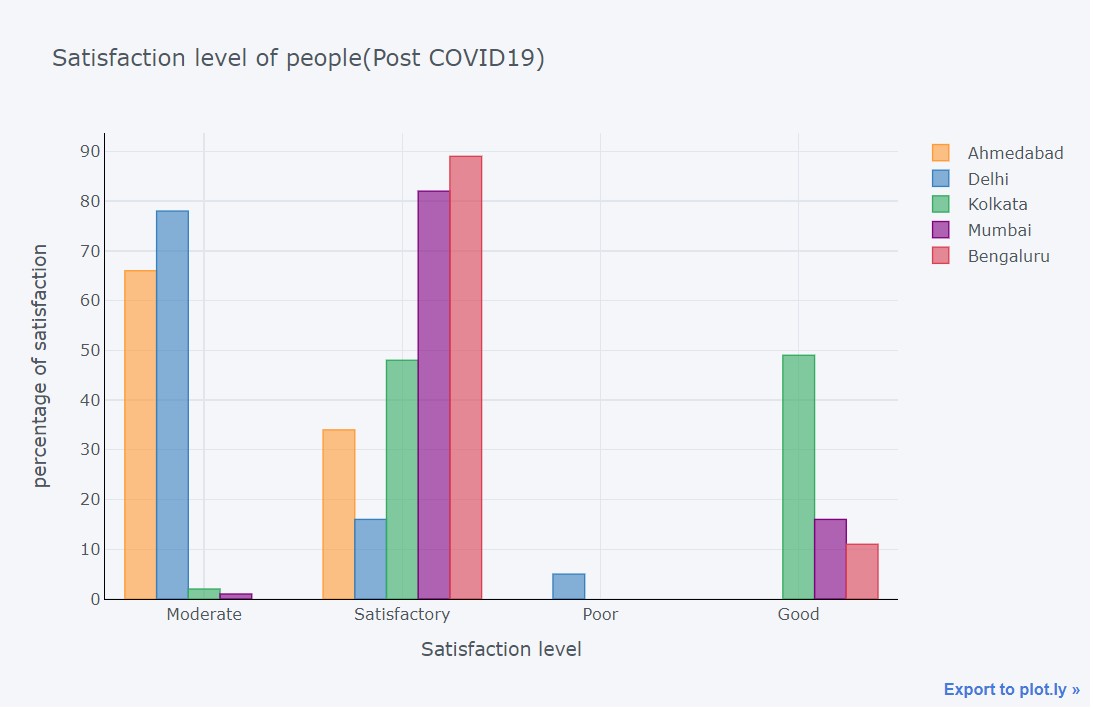 Satisfaction level of people(Post COVID19)
percentage of satisfaction
90
80
70
60
50
40
30
20
10
0
Moderate Satisfactory Poor Good
Satisfaction level
Ahmedabad
Delhi
Kolkata
Mumbai
Bengaluru
Export to plot.ly »